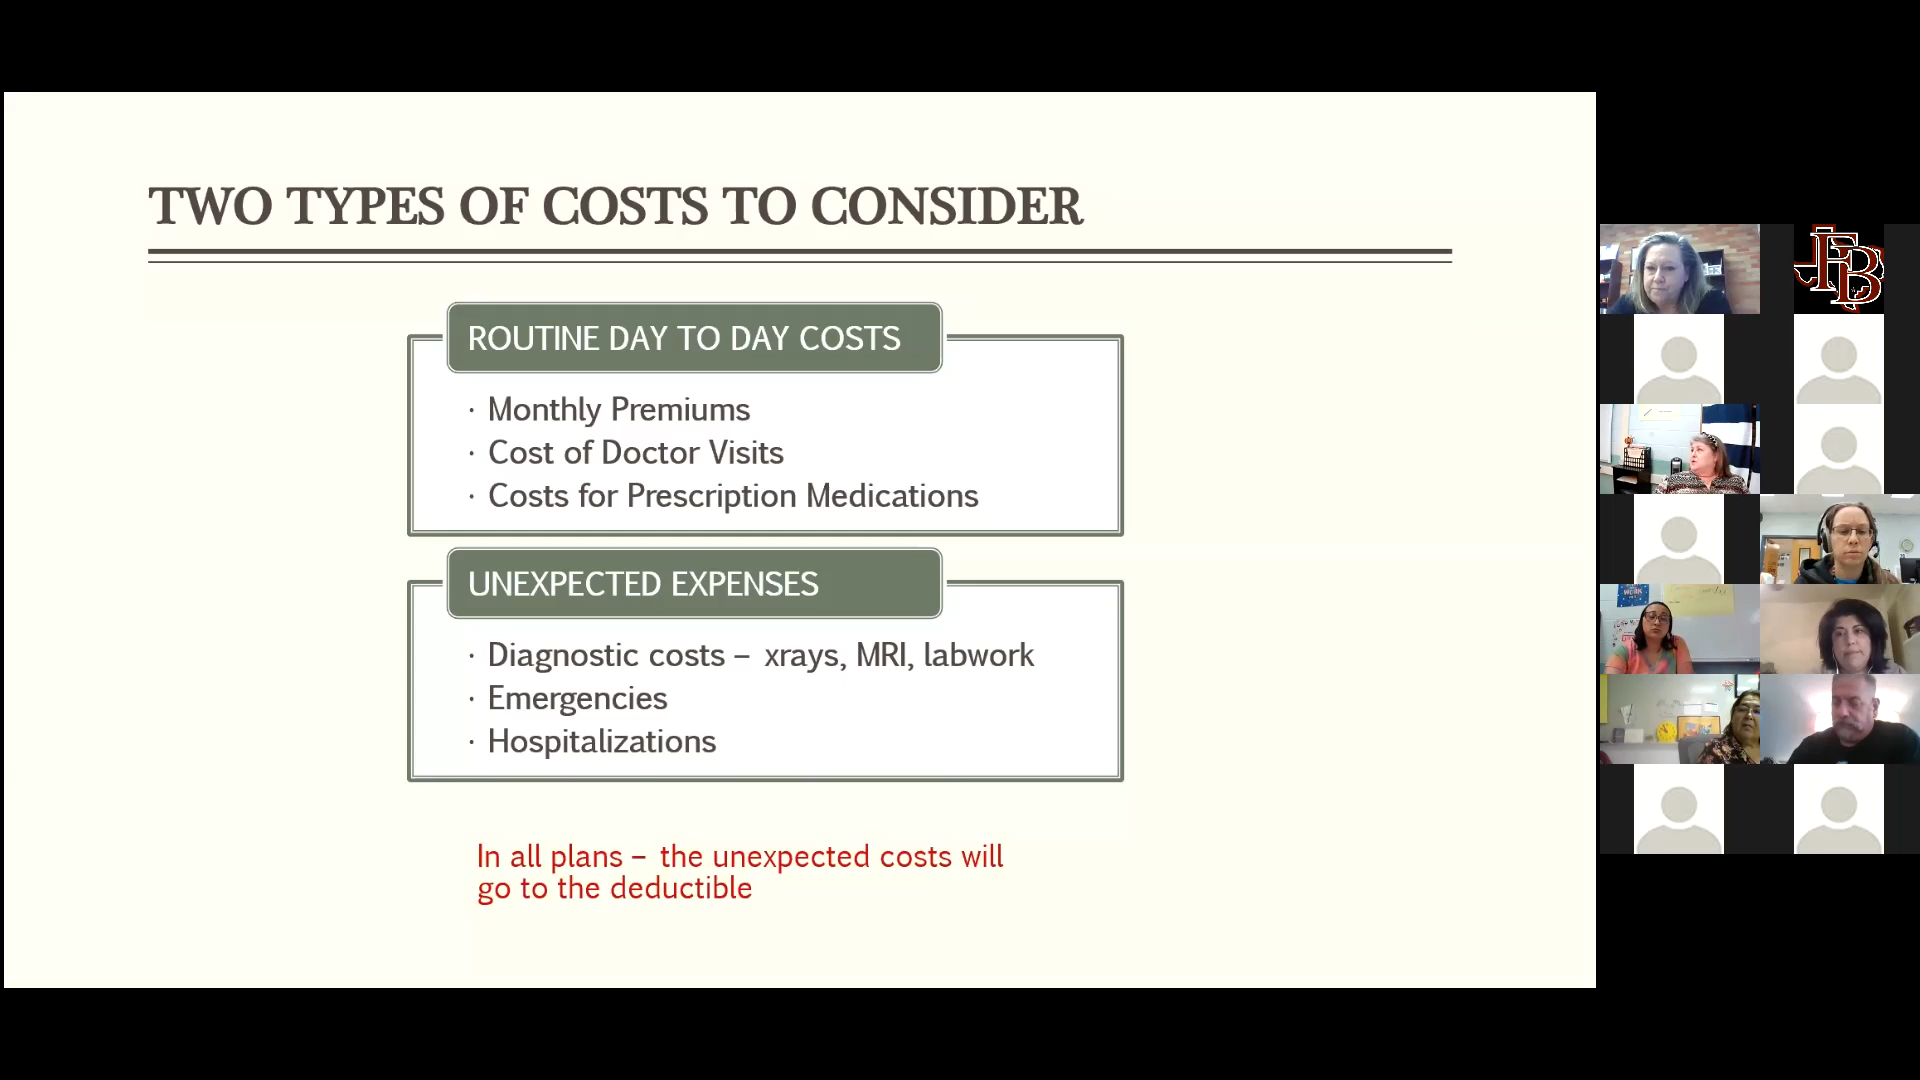 TWO TYPES OF COSTS TO CONSIDER
ROUTINE DAY TO DAY COSTS
· Monthly Premiums
· Cost of Doctor Visits
· Costs for Prescription Medications
UNEXPECTED EXPENSES
· Diagnostic costs – xrays, MRI, labwork
· Emergencies
· Hospitalizations
In all plans – the unexpected costs will
go to the deductible
FB
WORK